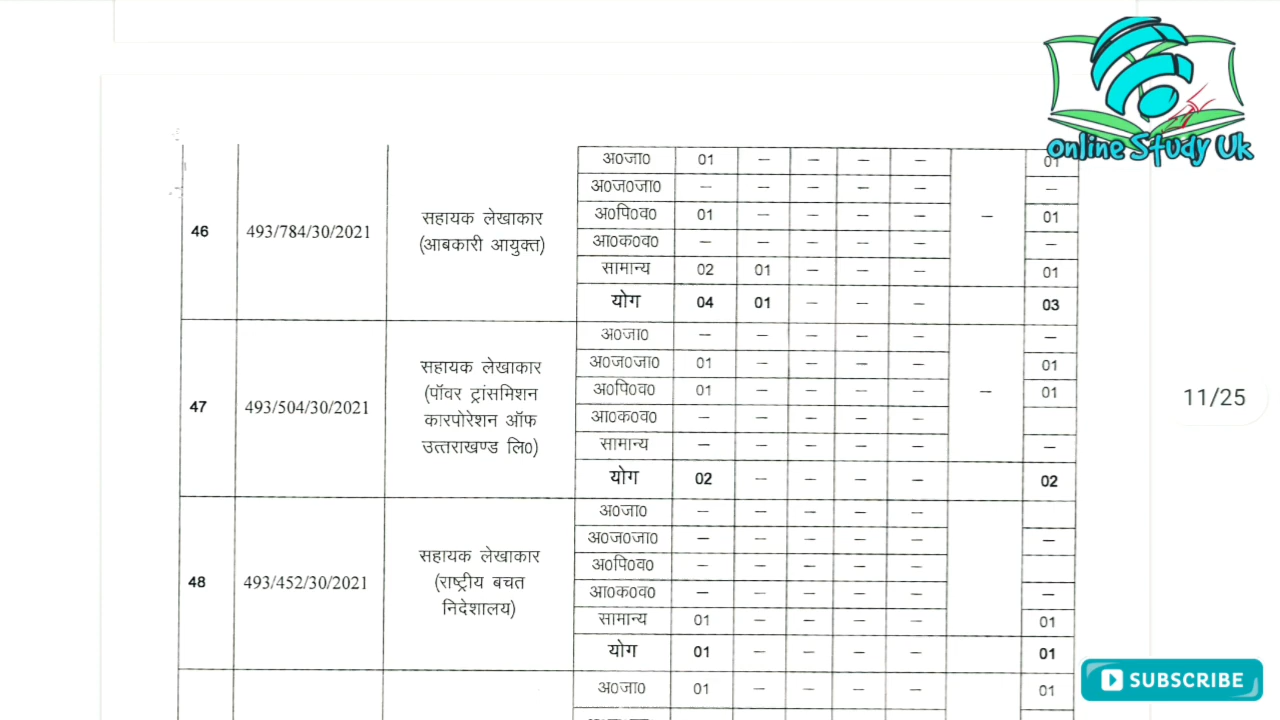 Online Study Uk
अ0जा0 01 – – – – 01
अ0ज0जा0 – – – – – –
अ0पि0व0 01 – – – – 01
आ0क0व0 – – – – – –
सामान्य 02 01 – – – 01
योग 04 01 – – – 03
46
493/784/30/2021
सहायक लेखाकार
(आबकारी आयुक्त)
–
अ0जा0 – – – – – –
अ0ज0जा0 01 – – – – 01
अ0पि0व0 01 – – – – 01
आ0क0व0 – – – – –
सामान्य – – – – – –
योग 02 – – – – 02
47
493/504/30/2021
सहायक लेखाकार
(पॉवर ट्रांसमिशन
कारपोरेशन ऑफ
उत्तराखण्ड लि0)
–
11/25
अ0जा0 – – – – –
अ0ज0जा0 – – – – – –
अ0पि0व0 – – – – –
आ0क0व0 – – – – – –
सामान्य 01 – – – – 01
योग 01 – – – – 01
48
493/452/30/2021
सहायक लेखाकार
(राष्ट्रीय बचत
निदेशालय)
अ0जा0 01 – – – – 01
SUBSCRIBE